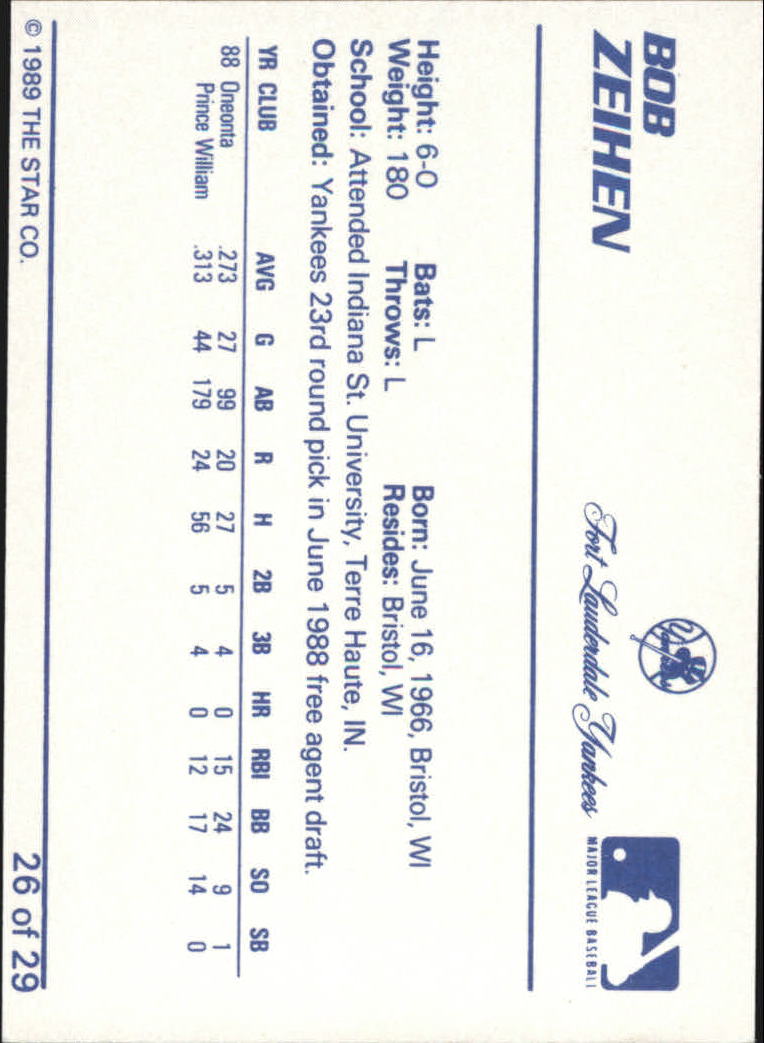 BOB
ZEIHEN
Yankees
Fort Lauderdale Yankees
MAJOR LEAGUE BASEBALL
Height: 6-0 Bats: L Born: June 16, 1966, Bristol, WI
Weight: 180 Throws: L Resides: Bristol, WI
School: Attended Indiana St. University, Terre Haute, IN.
Obtained: Yankees 23rd round pick in June 1988 free agent draft.
YR CLUB AVG G AB R H 2B 3B HR RBI BB SO SB
88 Oneonta .273 27 99 20 27 5 4 0 15 24 9 1
Prince William .313 44 179 24 56 5 4 0 12 17 14 0
© 1989 THE STAR CO. 26 of 29